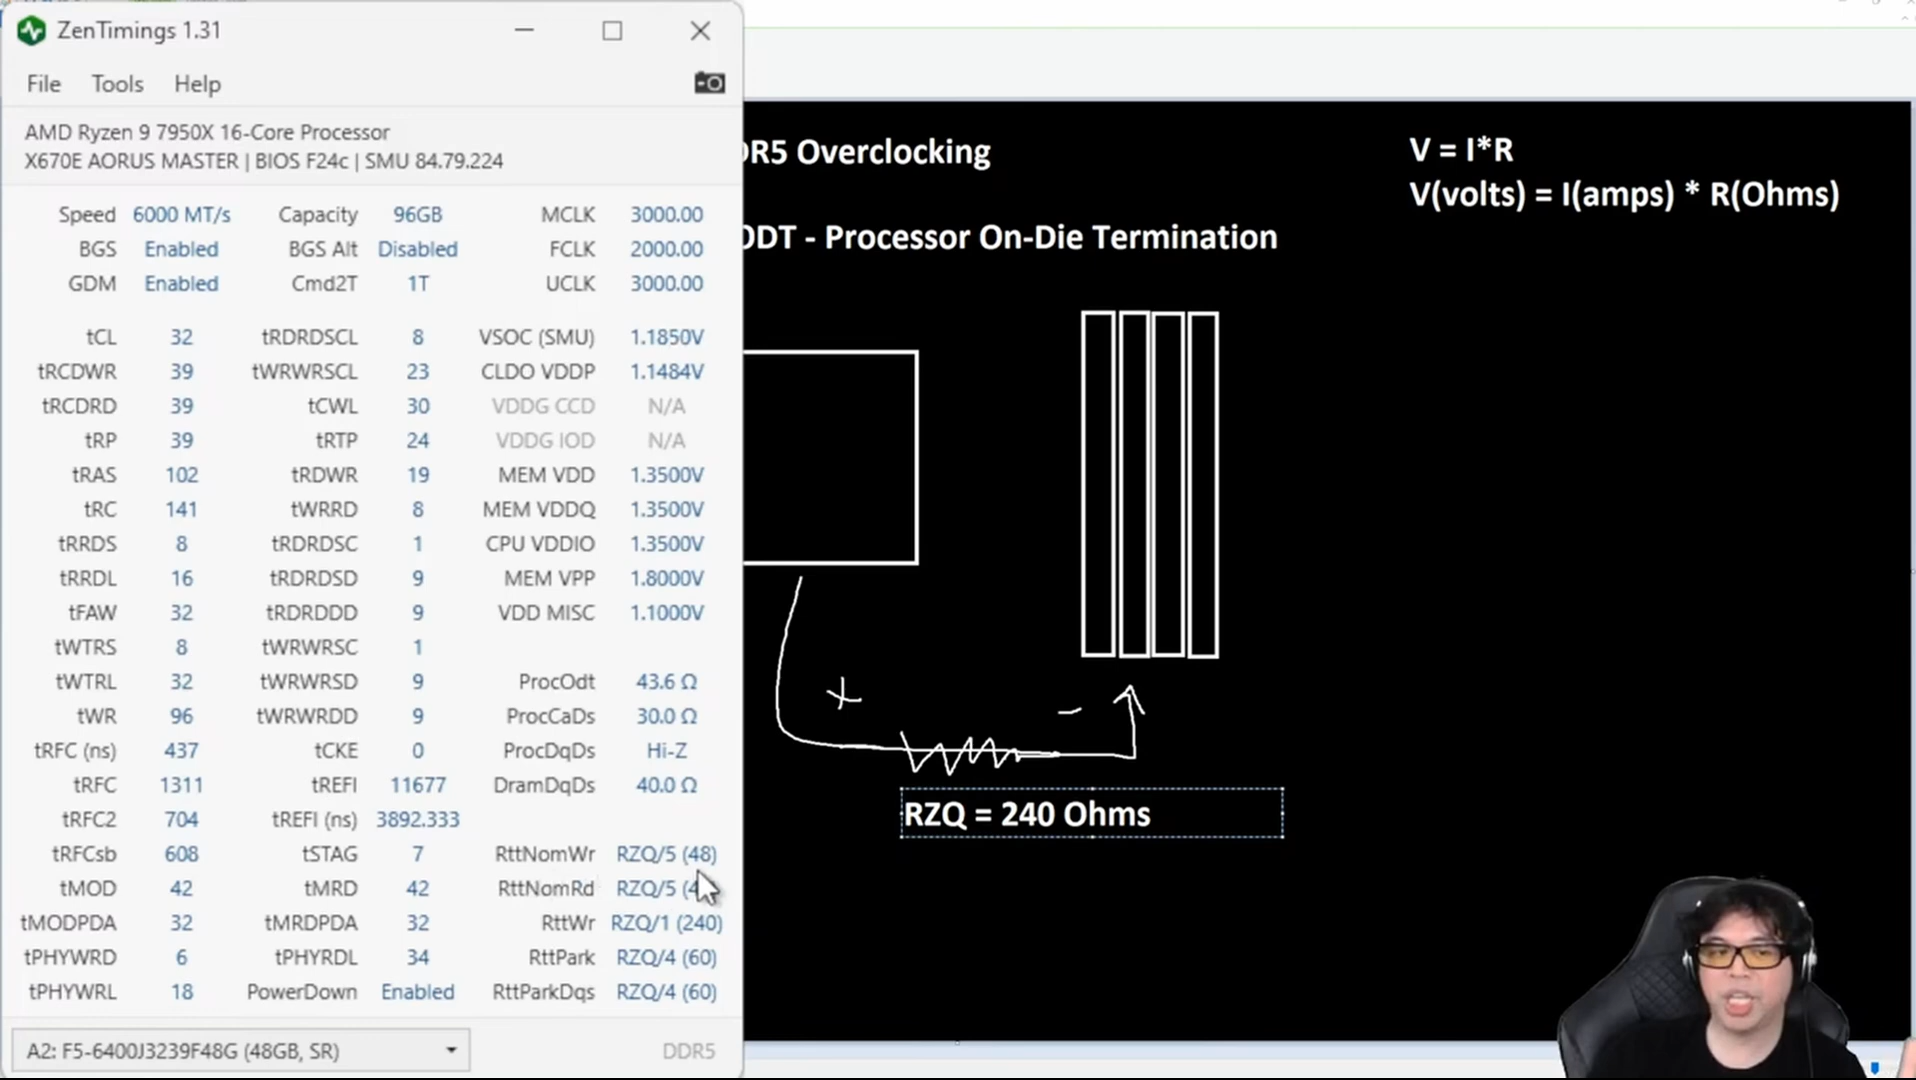 ZenTimings 1.31
File Tools Help
AMD Ryzen 9 7950X 16-Core Processor
X670E AORUS MASTER | BIOS F24c | SMU 84.79.224
Speed 6000 MT/s Capacity 96GB MCLK 3000.00
BGS Enabled BGS Alt Disabled FCLK 2000.00
GDM Enabled Cmd2T 1T UCLK 3000.00
tCL 32 tRDRDSCL 8 VSOC (SMU) 1.1850V
tRCDWR 39 tWRWRSCL 23 CLDO VDDP 1.1484V
tRCDRD 39 tCWL 30 VDDG CCD N/A
tRP 39 tRTP 24 VDDG IOD N/A
tRAS 102 tRDWR 19 MEM VDD 1.3500V
tRC 141 tWRRD 8 MEM VDDQ 1.3500V
tRRDS 8 tRDRDSC 1 CPU VDDIO 1.3500V
tRRDL 16 tRDRDSD 9 MEM VPP 1.8000V
tFAW 32 tRDRDDD 9 VDD MISC 1.1000V
tWTRS 8 tWRWRSC 1
tWTRL 32 tWRWRSD 9 ProcOdt 43.6 Ω
tWR 96 tWRWRDD 9 ProcCaDs 30.0 Ω
tRFC (ns) 437 tCKE 0 ProcDqDs Hi-Z
tRFC 1311 tREFI 11677 DramDqDs 40.0 Ω
tRFC2 704 tREFI (ns) 3892.333
tRFCsb 608 tSTAG 7 RttNomWr RZQ/5 (48)
tMOD 42 tMRD 42 RttNomRd RZQ/5 (4
tMODPDA 32 tMRDPDA 32 RttWr RZQ/1 (240)
tPHYWRD 6 tPHYRDL 34 RttPark RZQ/4 (60)
tPHYWRL 18 PowerDown Enabled RttParkDqs RZQ/4 (60)
A2: F5-6400J3239F48G (48GB, SR) DDR5
DR5 Overclocking
ODT - Processor On-Die Termination
V = I*R
V(volts) = I(amps) * R(Ohms)
+ -
RZQ = 240 Ohms